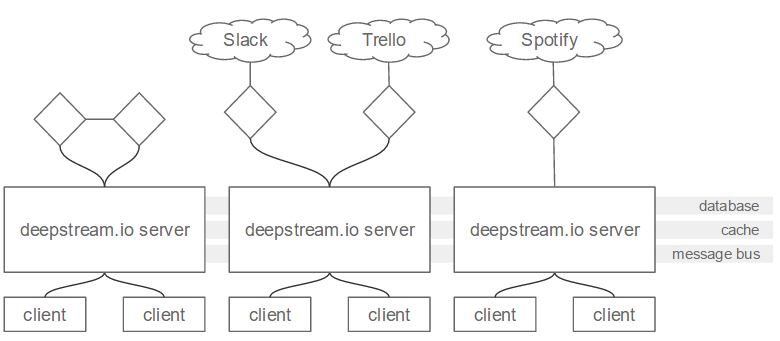 Slack
Trello
Spotify
deepstream.io server
deepstream.io server
deepstream.io server
database
cache
message bus
client
client
client
client
client
client